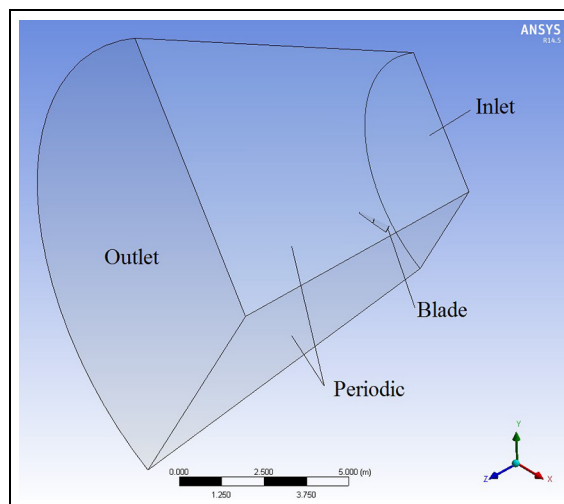 ANSYS
R14.5
Inlet
Outlet
Blade
Periodic
0.000 2.500 5.000 (m)
1.250 3.750
Y
Z X